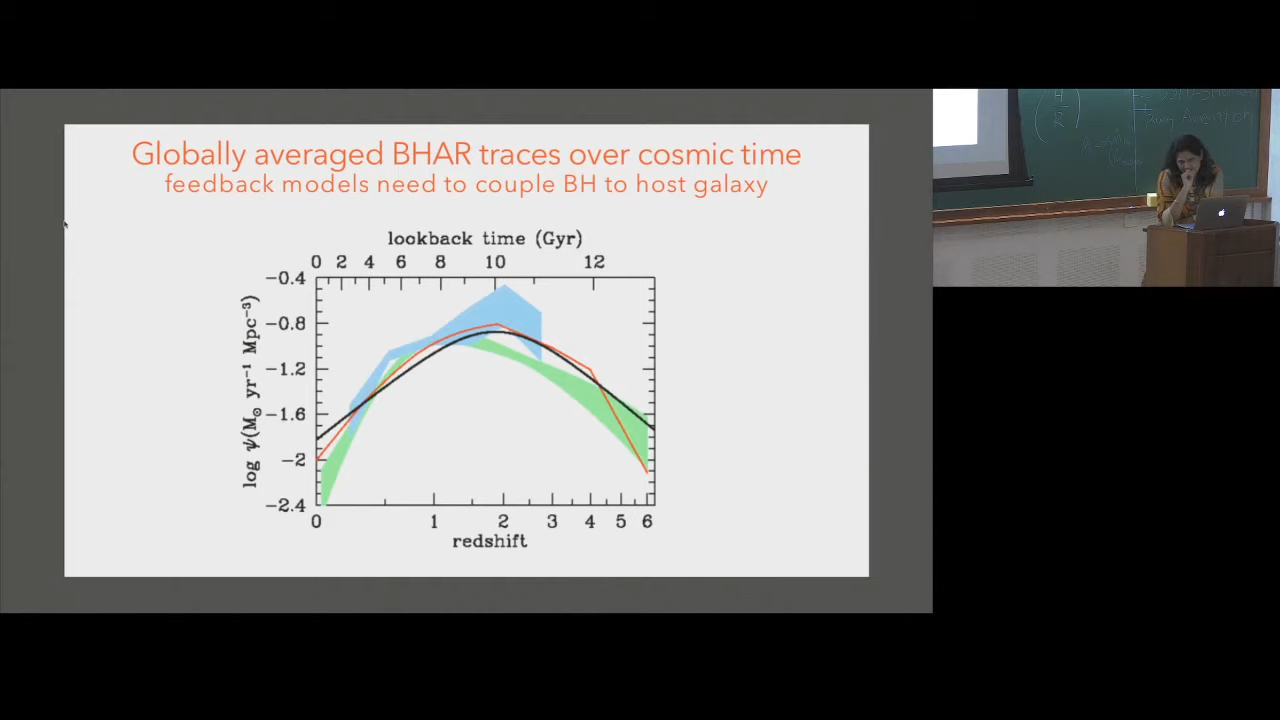 Globally averaged BHAR traces over cosmic time
feedback models need to couple BH to host galaxy
lookback time (Gyr)
0 2 4 6 8 10 12
−0.4
−0.8
−1.2
−1.6
−2
−2.4
log ψ(M⊙ yr⁻¹ Mpc⁻³)
0 1 2 3 4 5 6
redshift